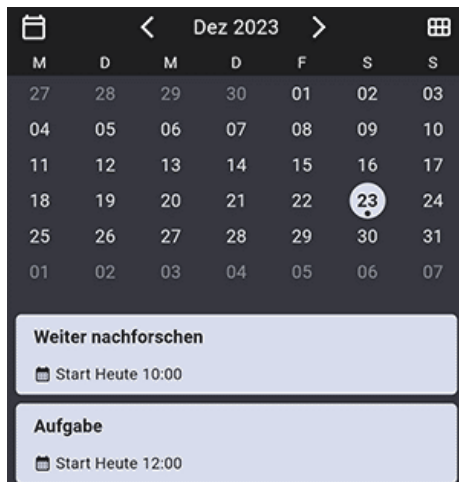 Dez 2023
M D M D F S S
27 28 29 30 01 02 03
04 05 06 07 08 09 10
11 12 13 14 15 16 17
18 19 20 21 22 23 24
25 26 27 28 29 30 31
01 02 03 04 05 06 07
Weiter nachforschen
Start Heute 10:00
Aufgabe
Start Heute 12:00